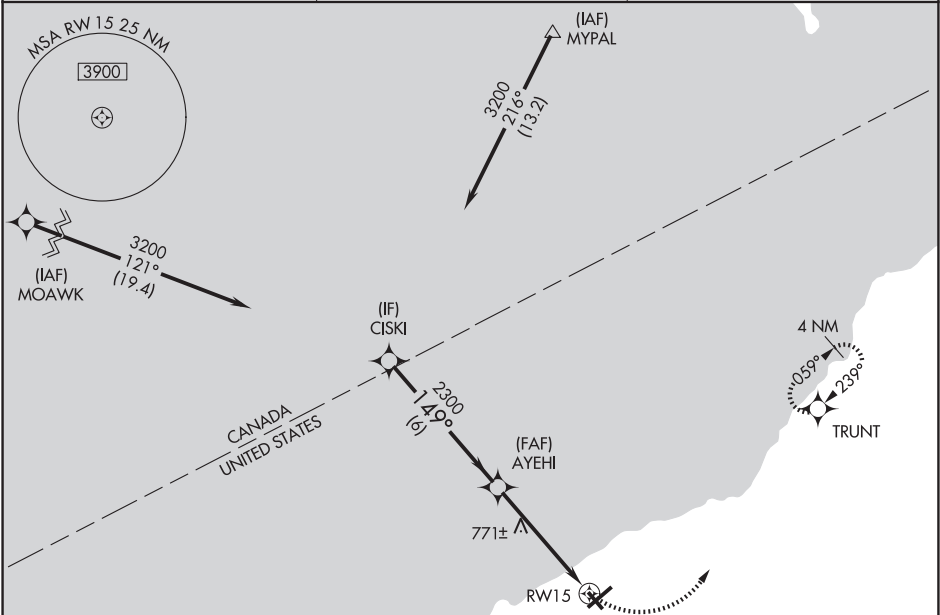 MSA RW 15 25 NM
3900
(IAF)
MYPAL
3200
216°
(13.2)
(IAF)
MOAWK
3200
121°
(19.4)
(IF)
CISKI
4 NM
059°
239°
TRUNT
CANADA
UNITED STATES
2300
149°
(6)
(FAF)
AYEHI
771±
RW15